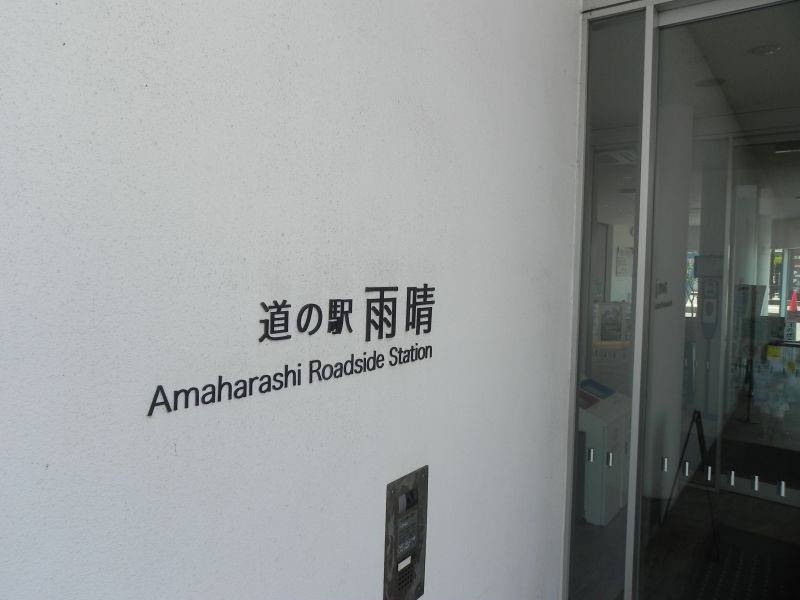 道の駅 雨晴
Amaharashi Roadside Station